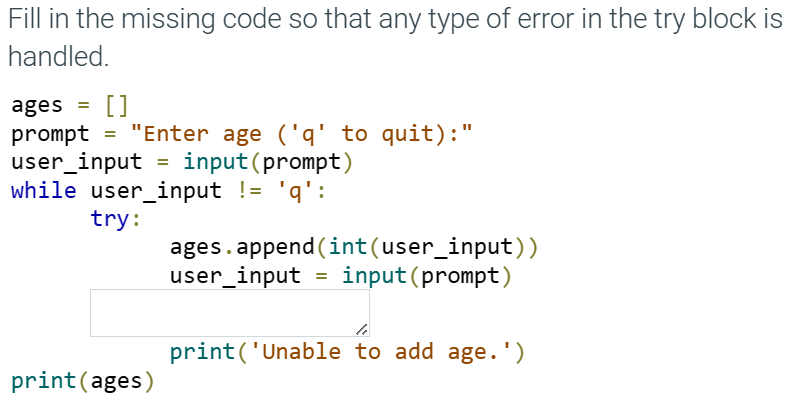 Fill in the missing code so that any type of error in the try block is
handled.
ages = []
prompt = "Enter age ('q' to quit):"
user_input = input(prompt)
while user_input != 'q':
try:
ages.append(int(user_input))
user_input = input(prompt)
print('Unable to add age.')
print(ages)